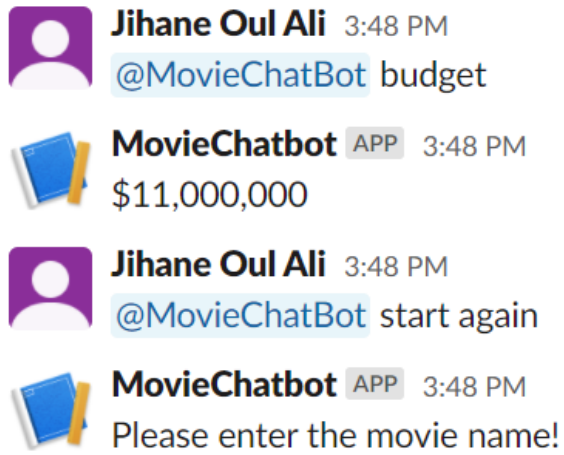 Jihane Oul Ali 3:48 PM
@MovieChatBot budget
MovieChatbot APP 3:48 PM
$11,000,000
Jihane Oul Ali 3:48 PM
@MovieChatBot start again
MovieChatbot APP 3:48 PM
Please enter the movie name!